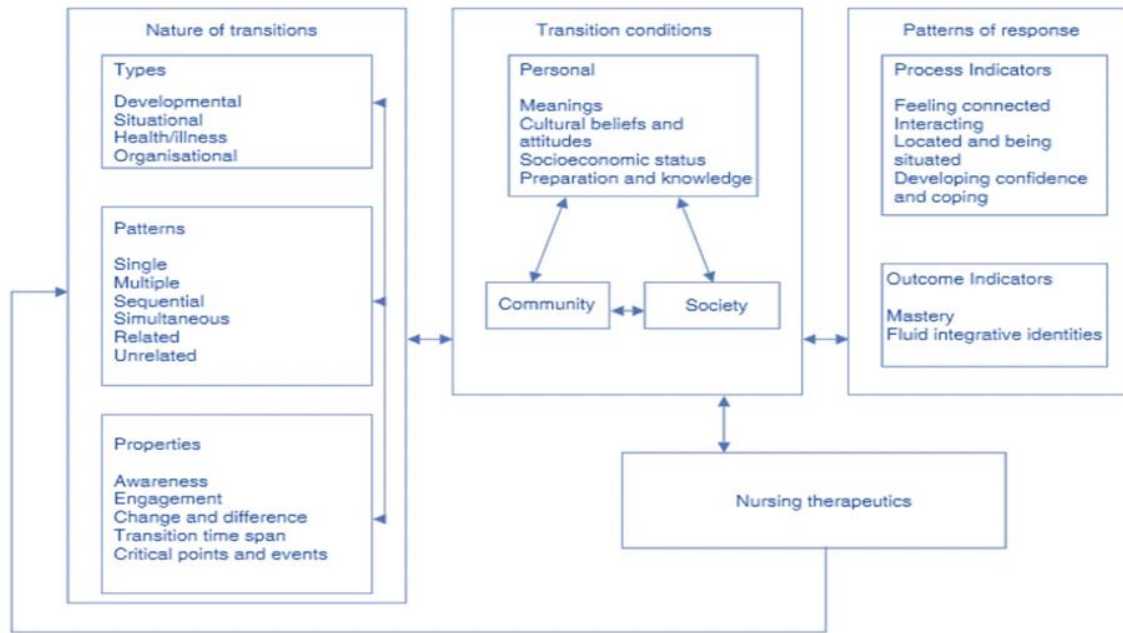 Nature of transitions
Types
Developmental
Situational
Health/illness
Organisational
Patterns
Single
Multiple
Sequential
Simultaneous
Related
Unrelated
Properties
Awareness
Engagement
Change and difference
Transition time span
Critical points and events
Transition conditions
Personal
Meanings
Cultural beliefs and
attitudes
Socioeconomic status
Preparation and knowledge
Community
Society
Patterns of response
Process Indicators
Feeling connected
Interacting
Located and being
situated
Developing confidence
and coping
Outcome Indicators
Mastery
Fluid integrative identities
Nursing therapeutics